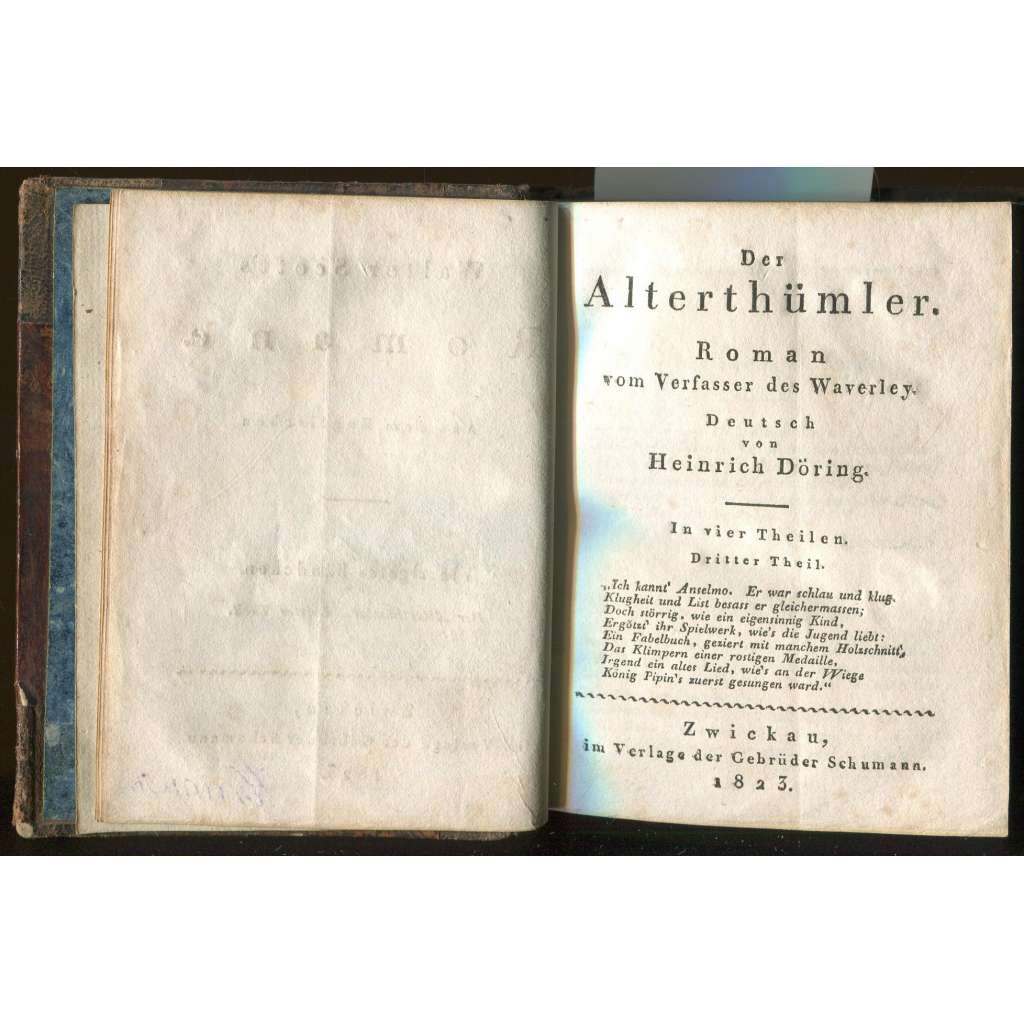 Der
Alterthümler.
Roman
vom Verfasser des Waverley.
Deutsch
von
Heinrich Döring.
In vier Theilen.
Dritter Theil.
„Ich kannt' Anselmo. Er war schlau und klug.
Klugheit und List besass er gleichermassen;
Doch störrig, wie ein eigensinnig Kind,
Ergötzt' ihr Spielwerk, wie's die Jugend liebt:
Ein Fabelbuch, geziert mit manchem Holzschnitt,
Das Klimpern einer rostigen Medaille,
Irgend ein altes Lied, wie's an der Wiege
König Pipin's zuerst gesungen ward.“
Zwickau,
im Verlage der Gebrüder Schumann.
1823.